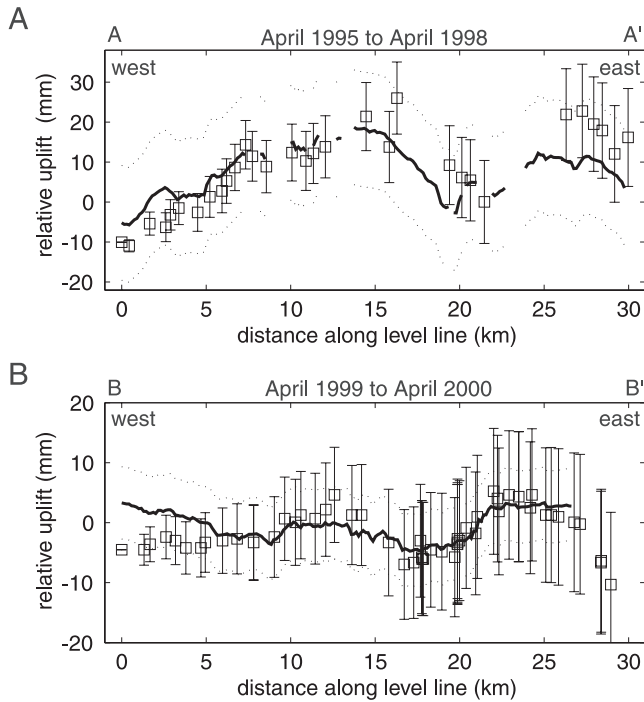 A
A April 1995 to April 1998 A'
west east
relative uplift (mm)
30
20
10
0
-10
-20
0 5 10 15 20 25 30
distance along level line (km)
B
B April 1999 to April 2000 B'
west east
relative uplift (mm)
20
10
0
-10
-20
0 5 10 15 20 25 30
distance along level line (km)